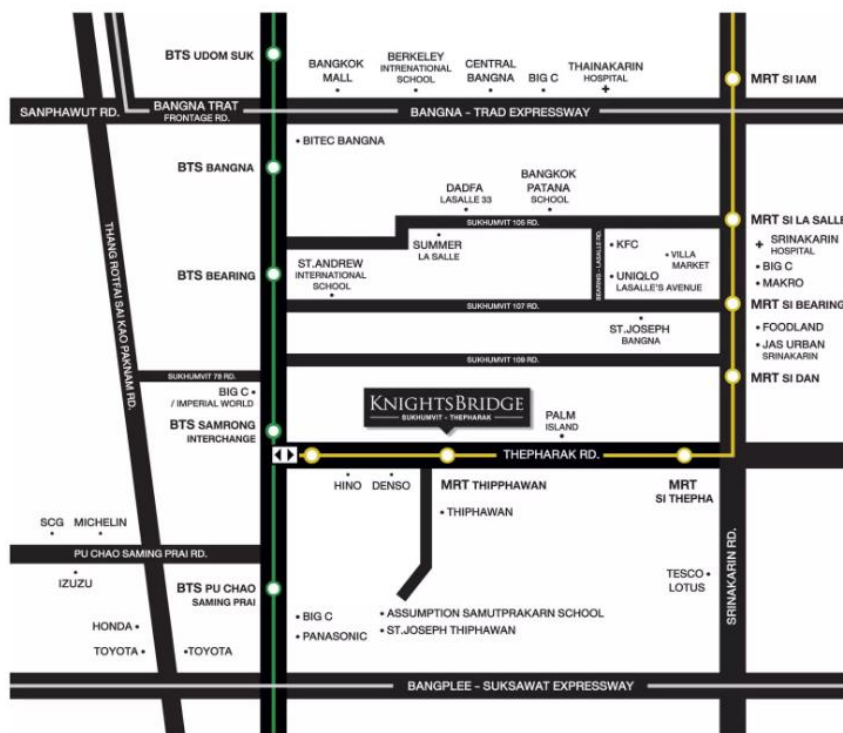 BTS UDOM SUK
BANGKOK
MALL
BERKELEY
INTRENATIONAL
SCHOOL
CENTRAL
BANGNA
BIG C
THAINAKARIN
HOSPITAL
MRT SI IAM
SANPHAWUT RD.
BANGNA TRAT
FRONTAGE RD.
BANGNA - TRAD EXPRESSWAY
BITEC BANGNA
BTS BANGNA
DADFA
LASALLE 33
BANGKOK
PATANA
SCHOOL
THANG ROTFAI SAI KAO PAKNAM RD.
SUKHUMVIT 105 RD.
MRT SI LA SALLE
SUMMER
LA SALLE
BEARING - LASALLE RD.
KFC
VILLA
MARKET
SRINAKARIN
HOSPITAL
BIG C
MAKRO
BTS BEARING
ST.ANDREW
INTERNATIONAL
SCHOOL
UNIQLO
LASALLE'S AVENUE
SUKHUMVIT 107 RD.
MRT SI BEARING
ST.JOSEPH
BANGNA
FOODLAND
JAS URBAN
SRINAKARIN
SUKHUMVIT 109 RD.
SUKHUMVIT 78 RD.
MRT SI DAN
BIG C
/ IMPERIAL WORLD
KNIGHTSBRIDGE
SUKHUMVIT - THEPHARAK
BTS SAMRONG
INTERCHANGE
PALM
ISLAND
THEPHARAK RD.
HINO
DENSO
MRT THIPPHAWAN
MRT
SI THEPHA
THIPHAWAN
SCG
MICHELIN
PU CHAO SAMING PRAI RD.
IZUZU
BTS PU CHAO
SAMING PRAI
TESCO
LOTUS
SRINAKARIN RD.
HONDA
BIG C
ASSUMPTION SAMUTPRAKARN SCHOOL
PANASONIC
ST.JOSEPH THIPHAWAN
TOYOTA
TOYOTA
BANGPLEE - SUKSAWAT EXPRESSWAY